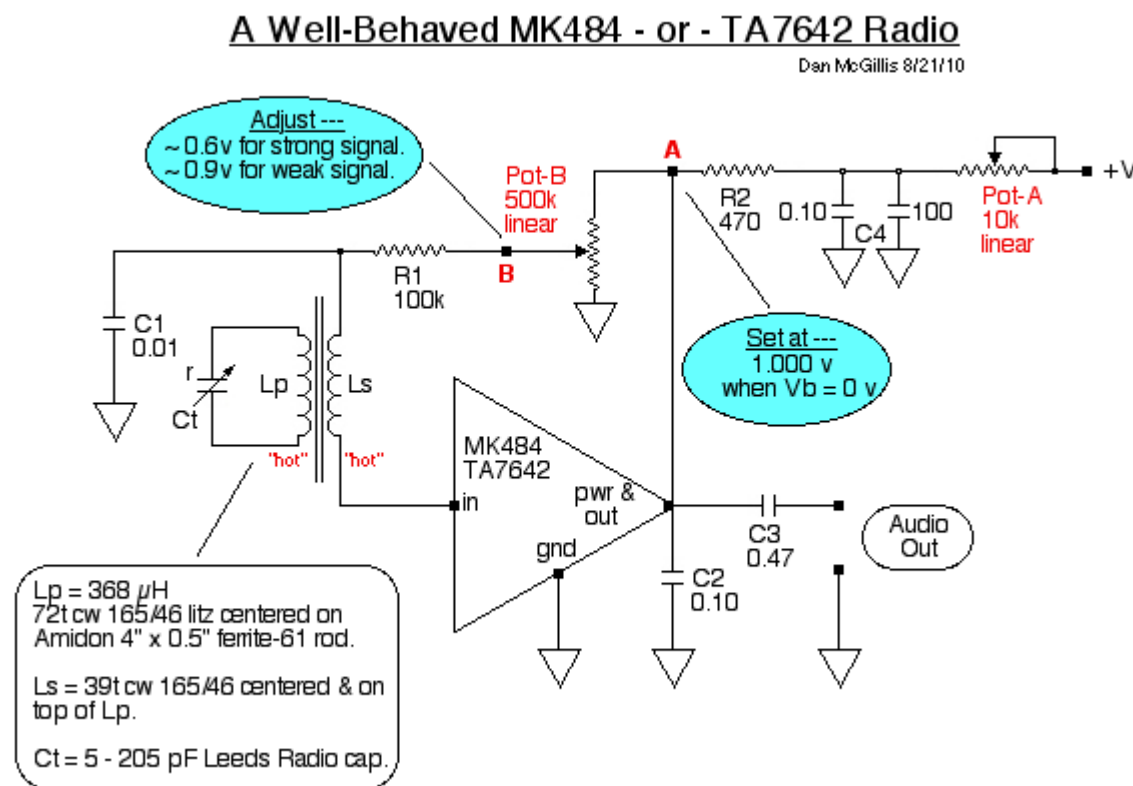 A Well-Behaved MK484 - or - TA7642 Radio
Dan McGillis 8/21/10
Adjust ---
~ 0.6v for strong signal.
~ 0.9v for weak signal.
Pot-B
500k
linear
A
R2
470
0.10
C4
100
Pot-A
10k
linear
+V
B
R1
100k
C1
0.01
r
Ct
Lp
Ls
"hot"
"hot"
Set at ---
1.000 v
when Vb = 0 v.
MK484
TA7642
in
pwr &
out
gnd
C3
0.47
Audio
Out
C2
0.10
Lp = 368 µH
72t cw 165/46 litz centered on
Amidon 4" x 0.5" ferrite-61 rod.
Ls = 39t cw 165/46 centered & on
top of Lp.
Ct = 5 - 205 pF Leeds Radio cap.